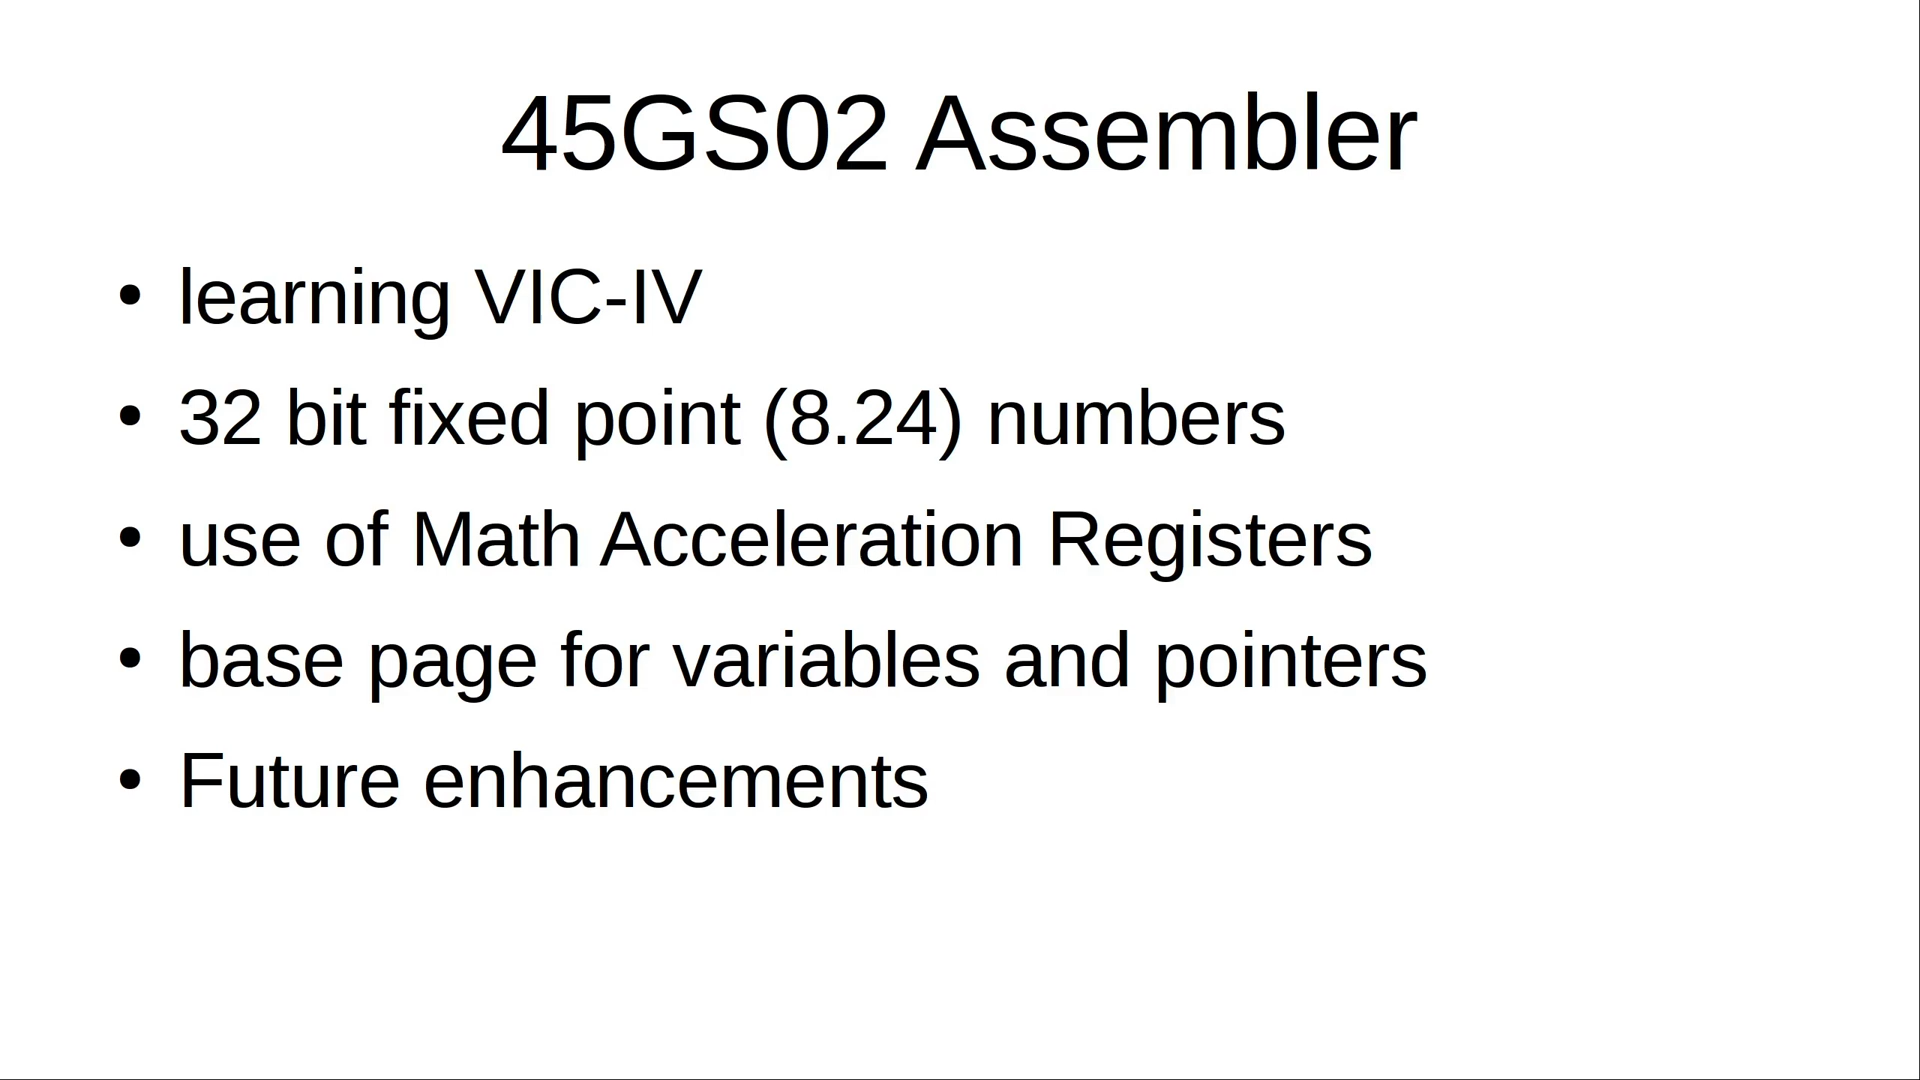 45GS02 Assembler
• learning VIC-IV
• 32 bit fixed point (8.24) numbers
• use of Math Acceleration Registers
• base page for variables and pointers
• Future enhancements